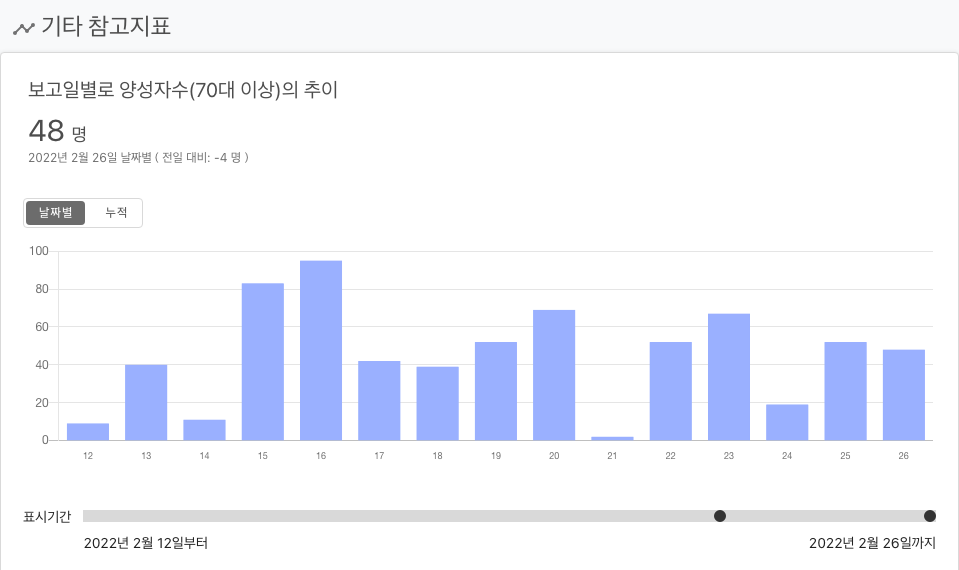 기타 참고지표
보고일별로 양성자수(70대 이상)의 추이
48 명
2022년 2월 26일 날짜별 ( 전일 대비: -4 명 )
날짜별 누적
100
80
60
40
20
0
12 13 14 15 16 17 18 19 20 21 22 23 24 25 26
표시기간
2022년 2월 12일부터 2022년 2월 26일까지